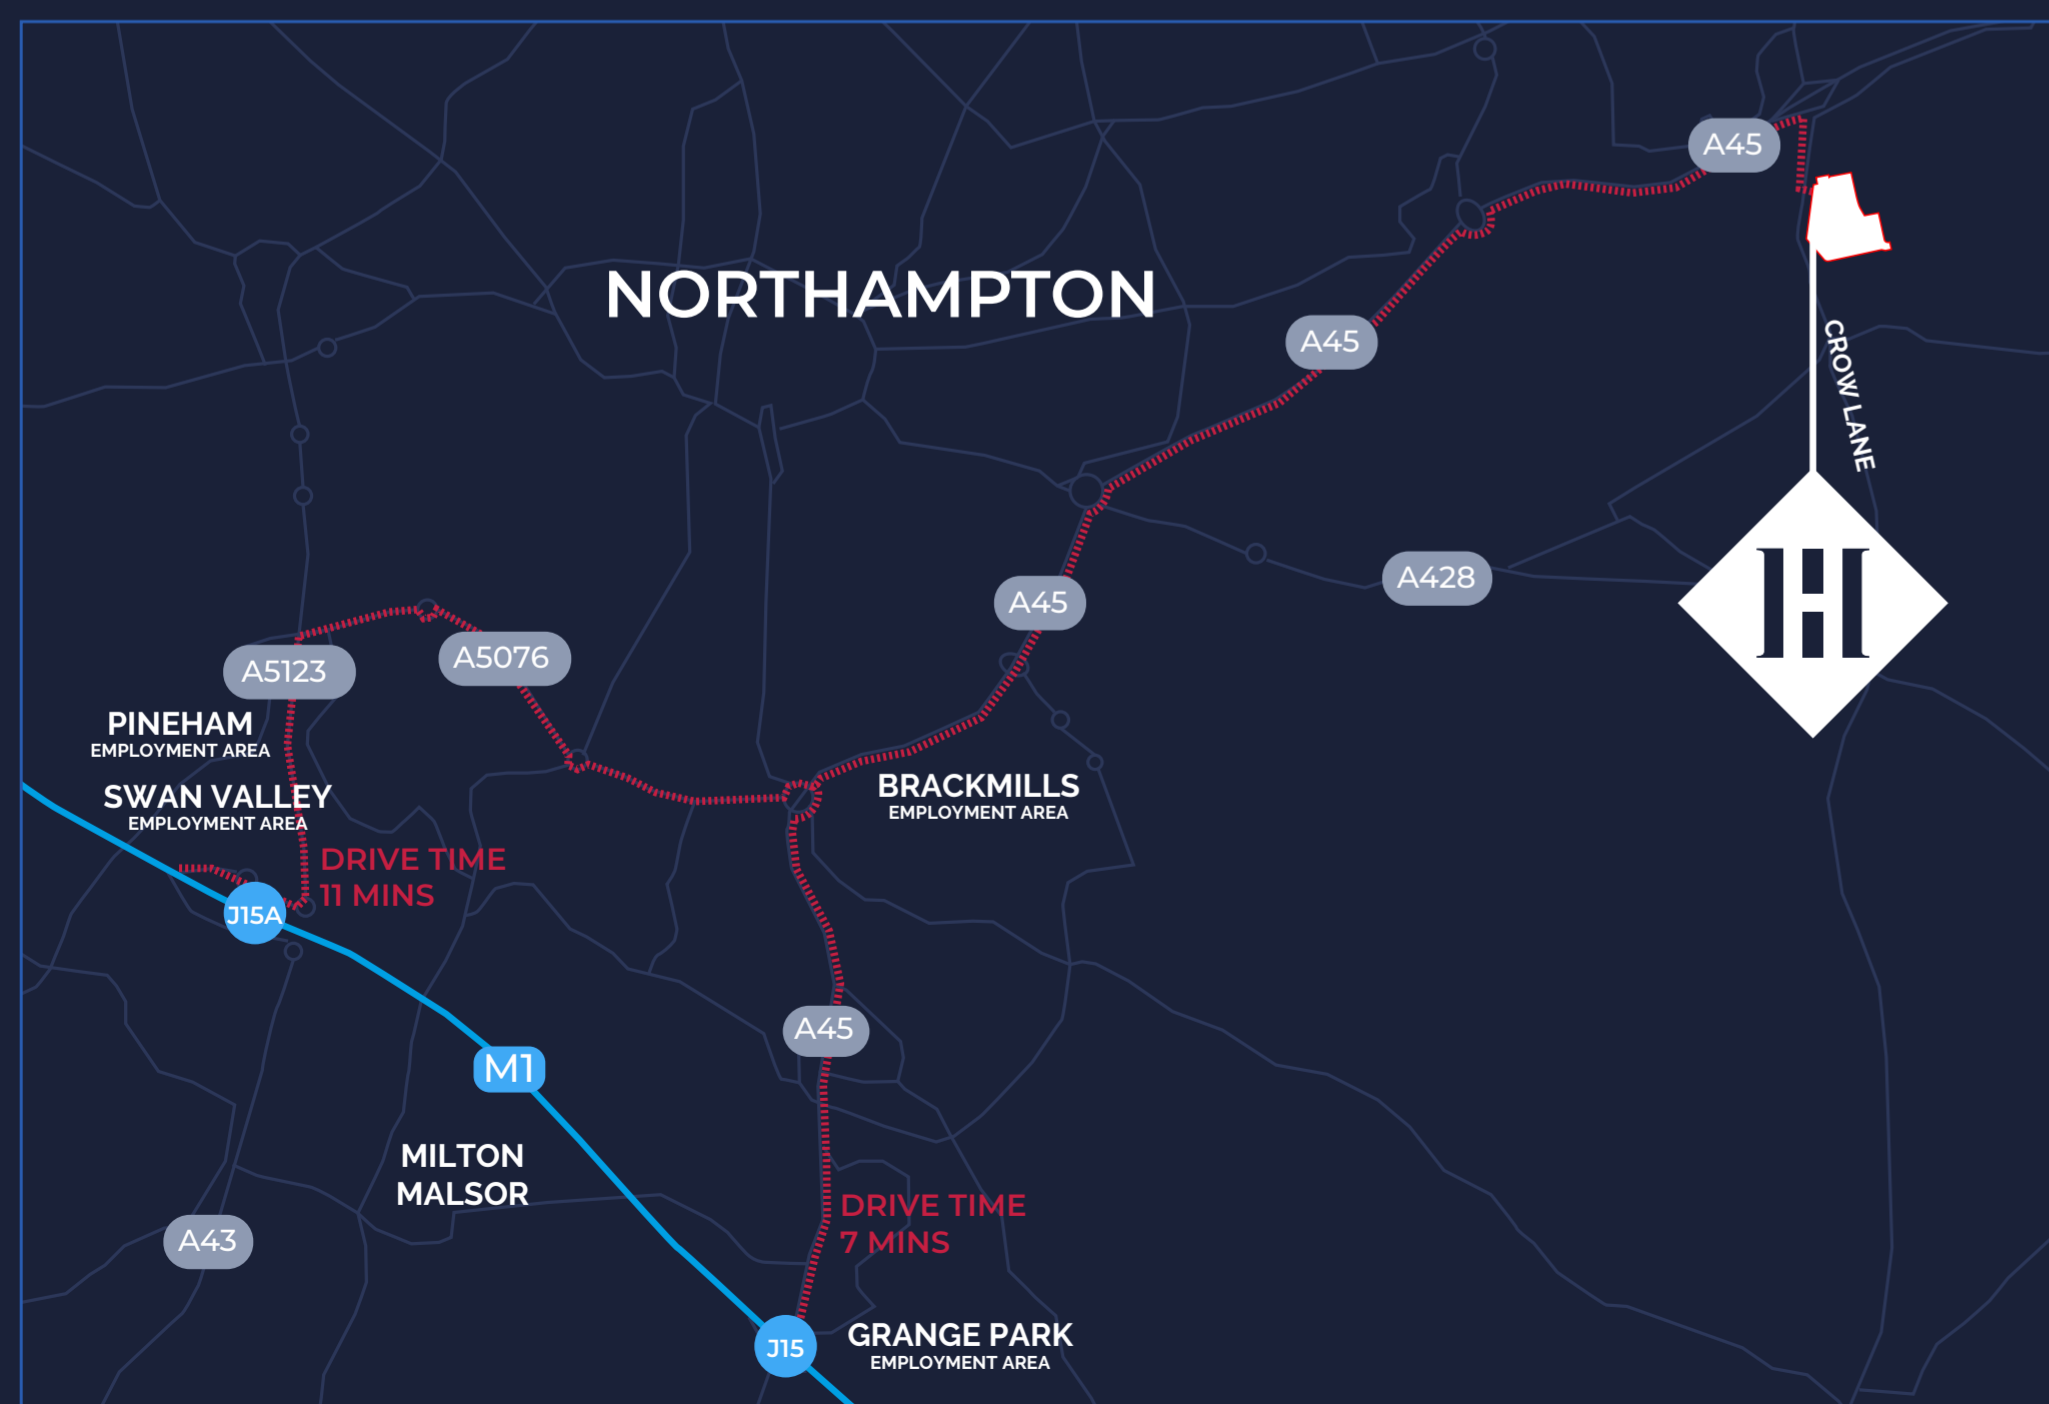 A45
NORTHAMPTON
A45
CROW LANE
A428
A45
A5076
A5123
PINEHAM
EMPLOYMENT AREA
SWAN VALLEY
EMPLOYMENT AREA
BRACKMILLS
EMPLOYMENT AREA
DRIVE TIME
11 MINS
J15A
A45
M1
MILTON
MALSOR
DRIVE TIME
7 MINS
A43
J15
GRANGE PARK
EMPLOYMENT AREA
H